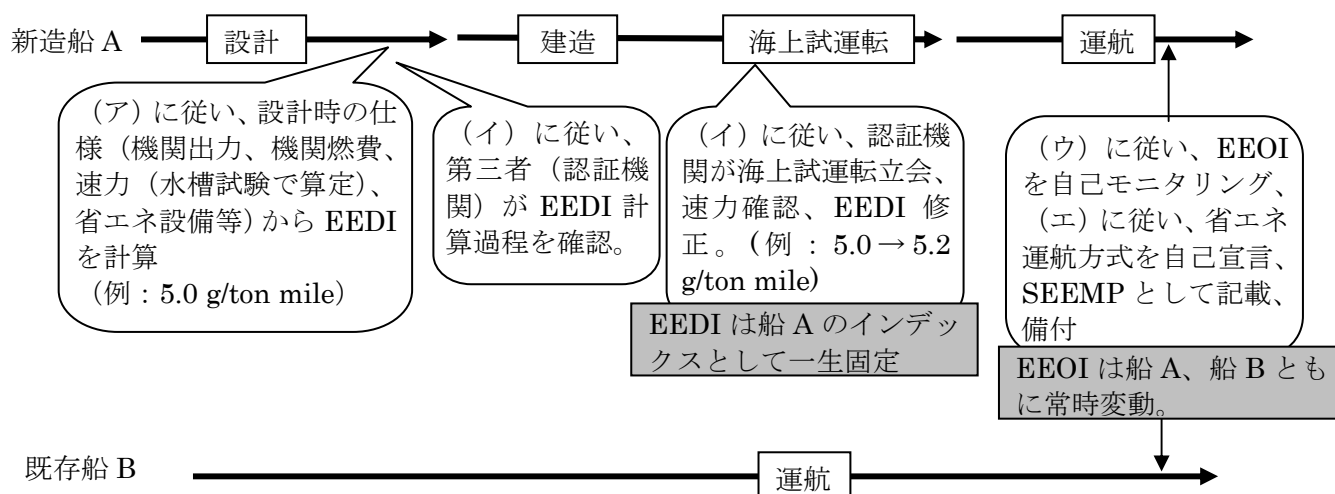 新造船 A
設計
建造
海上試運転
運航
（ア）に従い、設計時の仕
様（機関出力、機関燃費、
速力（水槽試験で算定）、
省エネ設備等）から EEDI
を計算
（例：5.0 g/ton mile）
（イ）に従い、
第三者（認証機
関）が EEDI 計
算過程を確認。
（イ）に従い、認証機
関が海上試運転立会、
速力確認、EEDI 修
正。（例：5.0→5.2
g/ton mile)
EEDI は船 A のインデッ
クスとして一生固定
（ウ）に従い、EEOI
を自己モニタリング、
（エ）に従い、省エネ
運航方式を自己宣言、
SEEMP として記載、
備付
EEOI は船 A、船 B とも
に常時変動。
既存船 B
運航